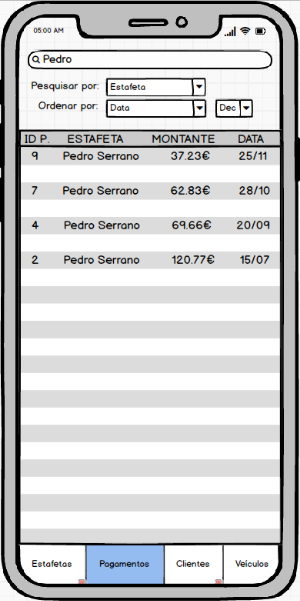 05:00 AM
Pedro
Pesquisar por: Estafeta
Ordenar por: Data Dec
ID P. ESTAFETA MONTANTE DATA
9 Pedro Serrano 37.23€ 25/11
7 Pedro Serrano 62.83€ 28/10
4 Pedro Serrano 69.66€ 20/09
2 Pedro Serrano 120.77€ 15/07
Estafetas Pagamentos Clientes Veículos